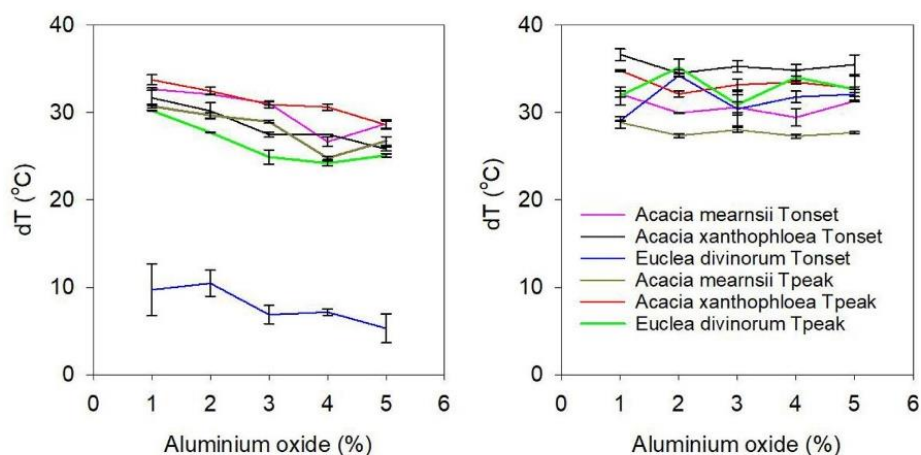 40
30
20
10
0
dT (°C)
0 1 2 3 4 5 6
Aluminium oxide (%)
40
30
20
10
0
dT (°C)
Acacia mearnsii Tonset
Acacia xanthophloea Tonset
Euclea divinorum Tonset
Acacia mearnsii Tpeak
Acacia xanthophloea Tpeak
Euclea divinorum Tpeak
0 1 2 3 4 5 6
Aluminium oxide (%)